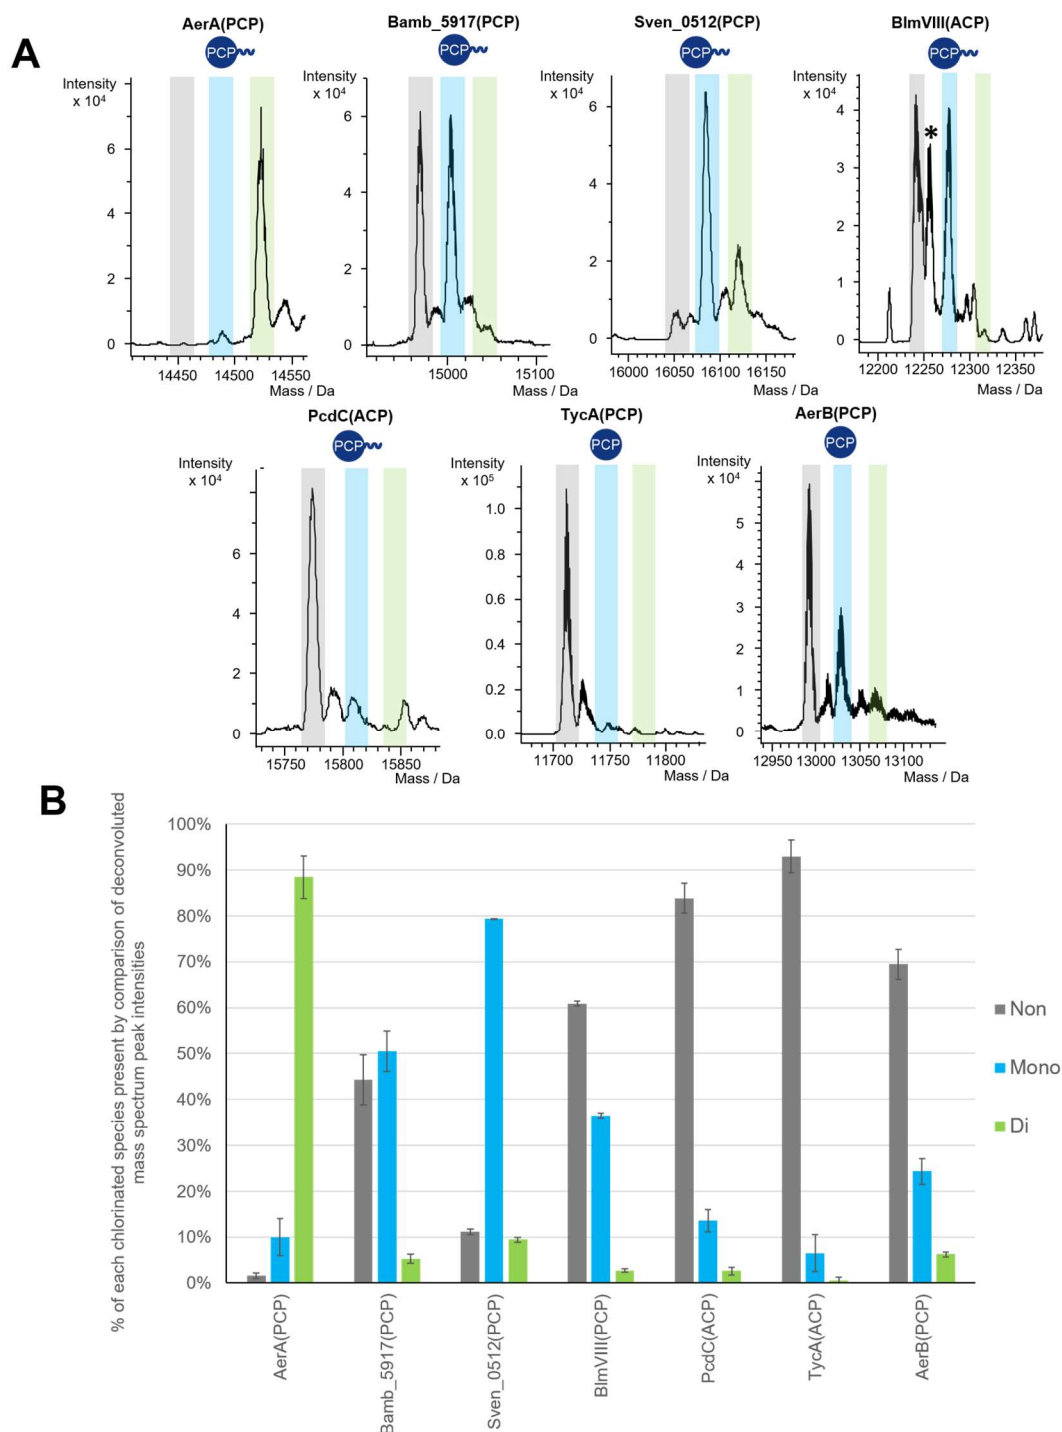 A
AerA(PCP)
PCP
Intensity
x 10⁴
6
4
2
0
14450 14500 14550
Mass / Da
Bamb_5917(PCP)
PCP
Intensity
x 10⁴
6
4
2
0
15000 15100
Mass / Da
Sven_0512(PCP)
PCP
Intensity
x 10⁴
6
4
2
0
16000 16050 16100 16150
Mass / Da
BlmVIII(ACP)
PCP
Intensity
x 10⁴
*
4
3
2
1
0
12200 12250 12300 12350
Mass / Da
PcdC(ACP)
PCP
Intensity
x 10⁴
6
4
2
0
15750 15800 15850
Mass / Da
TycA(PCP)
PCP
Intensity
x 10⁵
1.0
0.8
0.6
0.4
0.2
0.0
11700 11750 11800
Mass / Da
AerB(PCP)
PCP
Intensity
x 10⁴
5
4
3
2
1
0
12950 13000 13050 13100
Mass / Da
B
% of each chlorinated species present by comparison of deconvoluted
mass spectrum peak intensities
100%
90%
80%
70%
60%
50%
40%
30%
20%
10%
0%
AerA(PCP)
Bamb_5917(PCP)
Sven_0512(PCP)
BlmVIII(PCP)
PcdC(ACP)
TycA(ACP)
AerB(PCP)
Non
Mono
Di